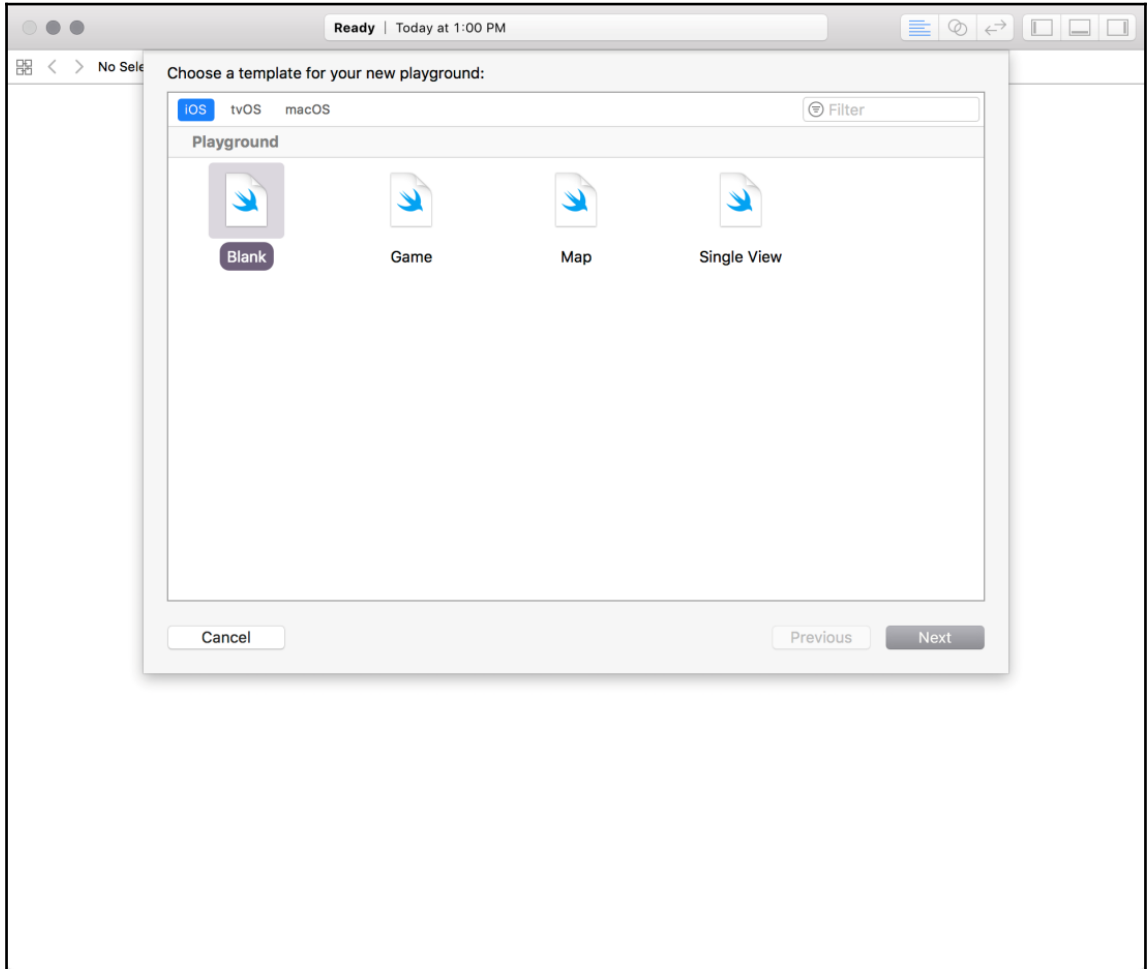 Ready | Today at 1:00 PM
No Sele
Choose a template for your new playground:
iOS tvOS macOS Filter
Playground
Blank Game Map Single View
Cancel Previous Next